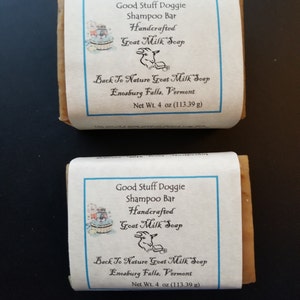 Good Stuff Doggie
Shampoo Bar
Handcrafted
Goat Milk Soap
Back To Nature Goat Milk Soap
Enosburg Falls, Vermont
Net Wt. 4 oz (113.39 g)
Good Stuff Doggie
Shampoo Bar
Handcrafted
Goat Milk Soap
Back To Nature Goat Milk Soap
Enosburg Falls, Vermont
Net Wt. 4 oz (113.39 g)